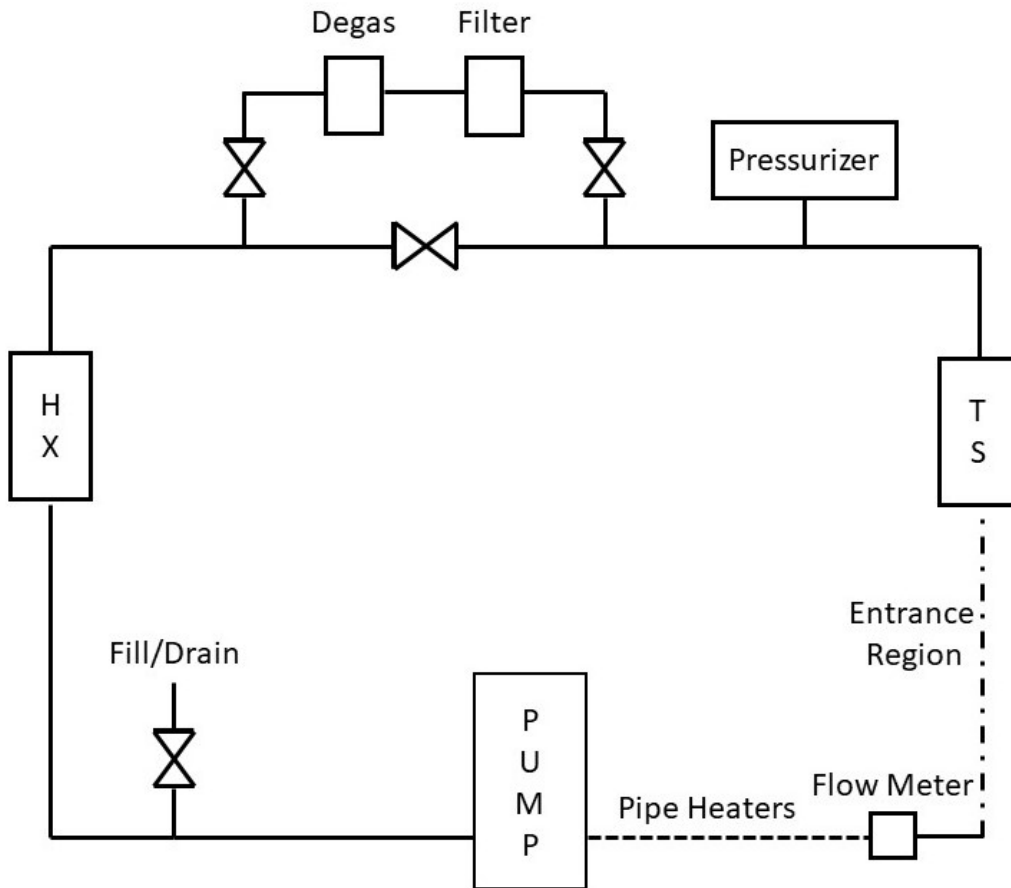 Degas
Filter
Pressurizer
H
X
T
S
Entrance
Region
Fill/Drain
P
U
M
P
Pipe Heaters
Flow Meter